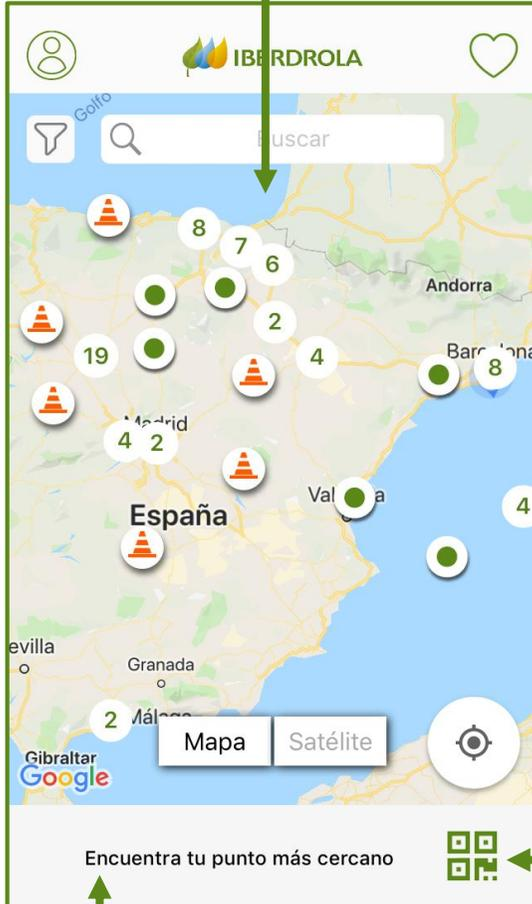 IBERDROLA
Golfo
Buscar
8
7
6
Andorra
2
19
4
Barcelona
8
Madrid
4 2
Valencia
4
España
evilla
Granada
2
Málaga
Mapa
Satélite
Gibraltar
Google
Encuentra tu punto más cercano